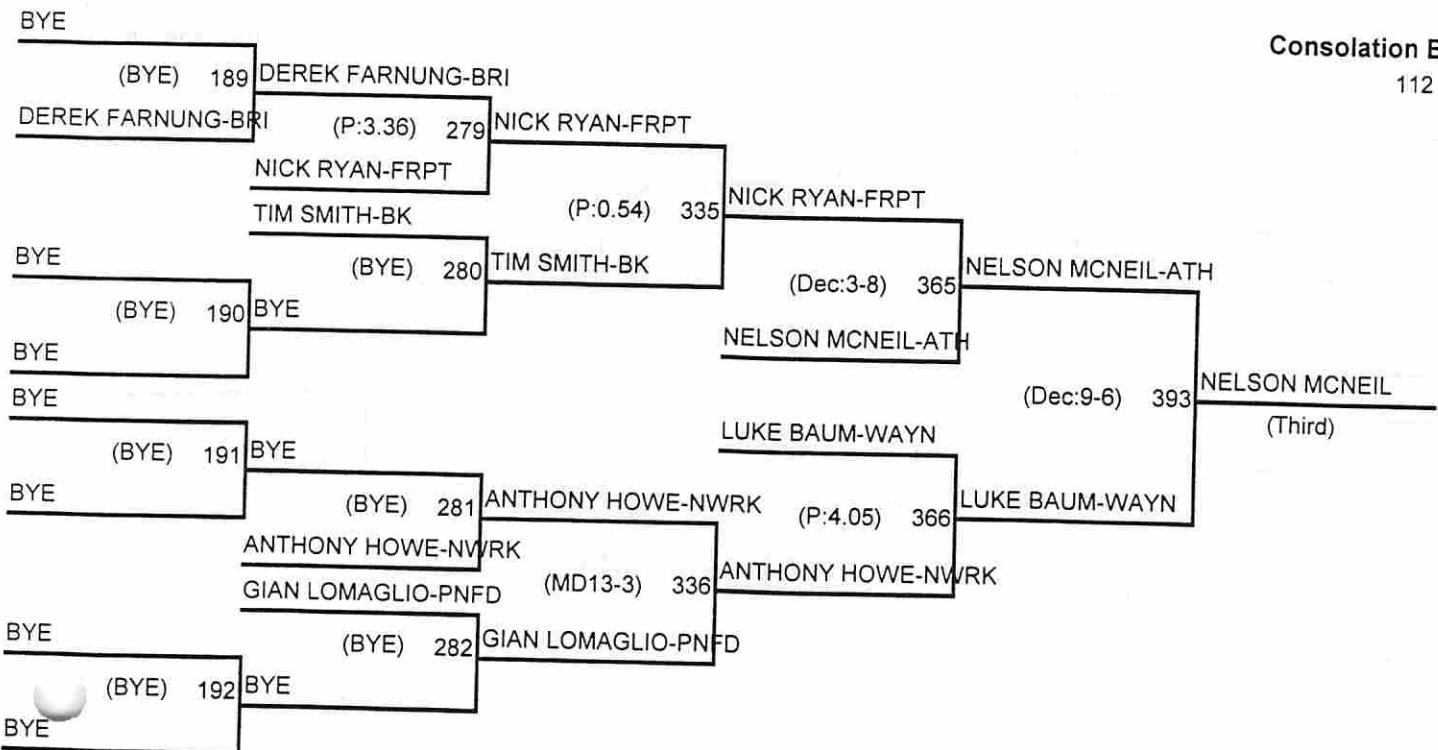 BYE
Consolation
112
(BYE) 189 DEREK FARNUNG-BRI
DEREK FARNUNG-BRI
(P:3.36) 279 NICK RYAN-FRPT
NICK RYAN-FRPT
TIM SMITH-BK
(P:0.54) 335 NICK RYAN-FRPT
BYE
(BYE) 280 TIM SMITH-BK
(BYE) 190 BYE
(Dec:3-8) 365 NELSON MCNEIL-ATH
BYE
NELSON MCNEIL-ATH
BYE
(Dec:9-6) 393 NELSON MCNEIL
(Third)
(BYE) 191 BYE
LUKE BAUM-WAYN
BYE
(BYE) 281 ANTHONY HOWE-NWRK
(P:4.05) 366 LUKE BAUM-WAYN
ANTHONY HOWE-NWRK
GIAN LOMAGLIO-PNFD
(MD13-3) 336 ANTHONY HOWE-NWRK
BYE
(BYE) 282 GIAN LOMAGLIO-PNFD
(BYE) 192 BYE
BYE